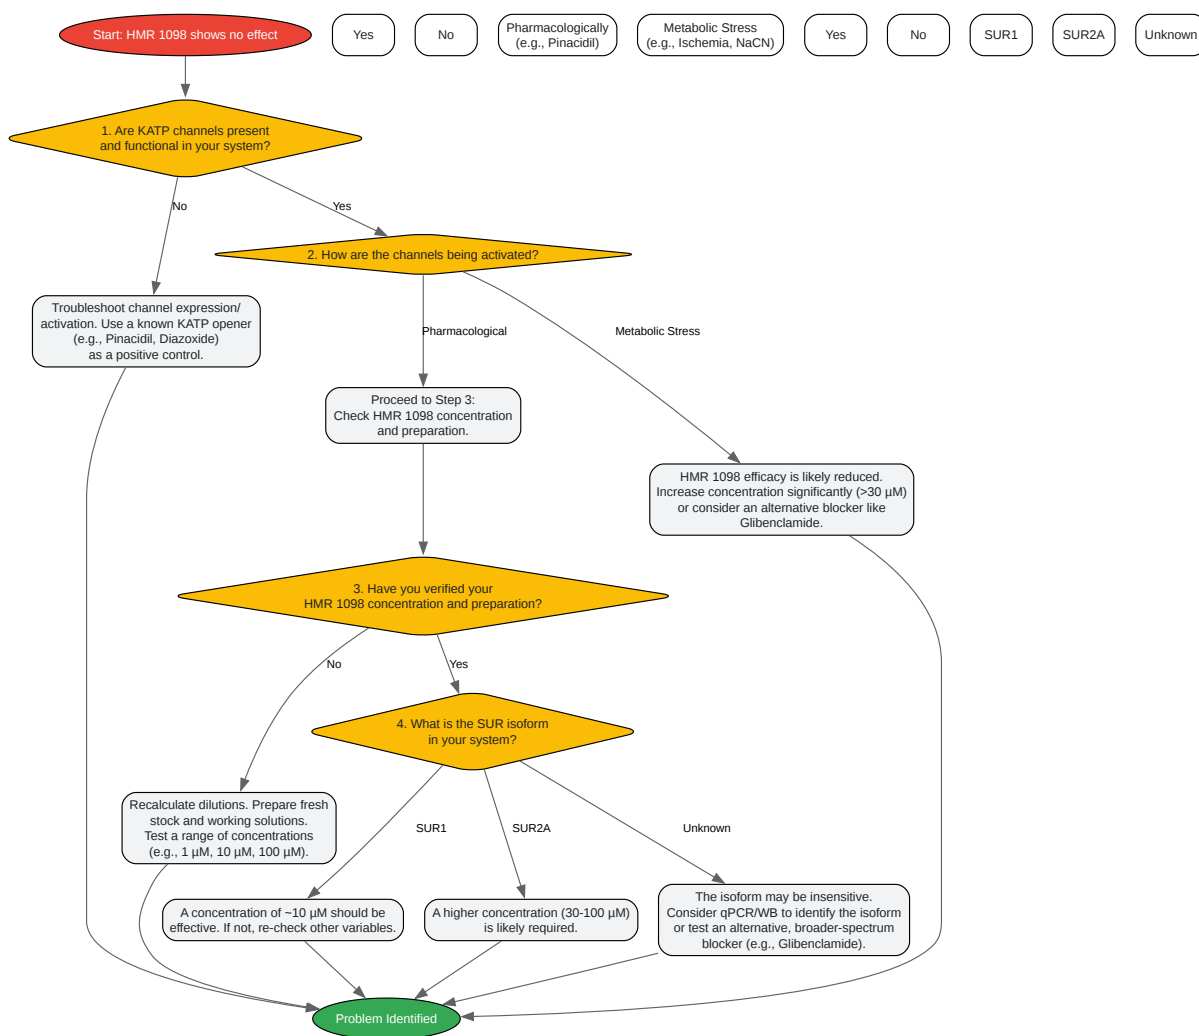 Start: HMR 1098 shows no effect
Yes
No
Pharmacologically
(e.g., Pinacidil)
Metabolic Stress
(e.g., Ischemia, NaCN)
Yes
No
SUR1
SUR2A
Unknown
1. Are KATP channels present
and functional in your system?
No
Yes
2. How are the channels being activated?
Troubleshoot channel expression/
activation. Use a known KATP opener
(e.g., Pinacidil, Diazoxide)
as a positive control.
Pharmacological
Metabolic Stress
Proceed to Step 3:
Check HMR 1098 concentration
and preparation.
HMR 1098 efficacy is likely reduced.
Increase concentration significantly (>30 µM)
or consider an alternative blocker like
Glibenclamide.
3. Have you verified your
HMR 1098 concentration and preparation?
No
Yes
4. What is the SUR isoform
in your system?
Recalculate dilutions. Prepare fresh
stock and working solutions.
Test a range of concentrations
(e.g., 1 µM, 10 µM, 100 µM).
SUR1
SUR2A
Unknown
A concentration of ~10 µM should be
effective. If not, re-check other variables.
A higher concentration (30-100 µM)
is likely required.
The isoform may be insensitive.
Consider qPCR/WB to identify the isoform
or test an alternative, broader-spectrum
blocker (e.g., Glibenclamide).
Problem Identified